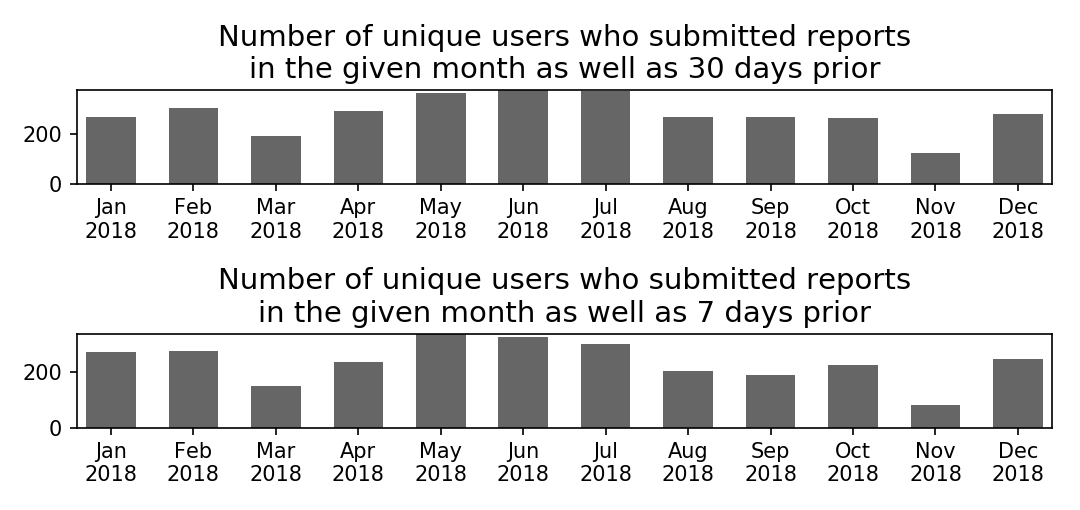 Number of unique users who submitted reports
in the given month as well as 30 days prior
200
0
Jan Feb Mar Apr May Jun Jul Aug Sep Oct Nov Dec
2018 2018 2018 2018 2018 2018 2018 2018 2018 2018 2018 2018
Number of unique users who submitted reports
in the given month as well as 7 days prior
200
0
Jan Feb Mar Apr May Jun Jul Aug Sep Oct Nov Dec
2018 2018 2018 2018 2018 2018 2018 2018 2018 2018 2018 2018